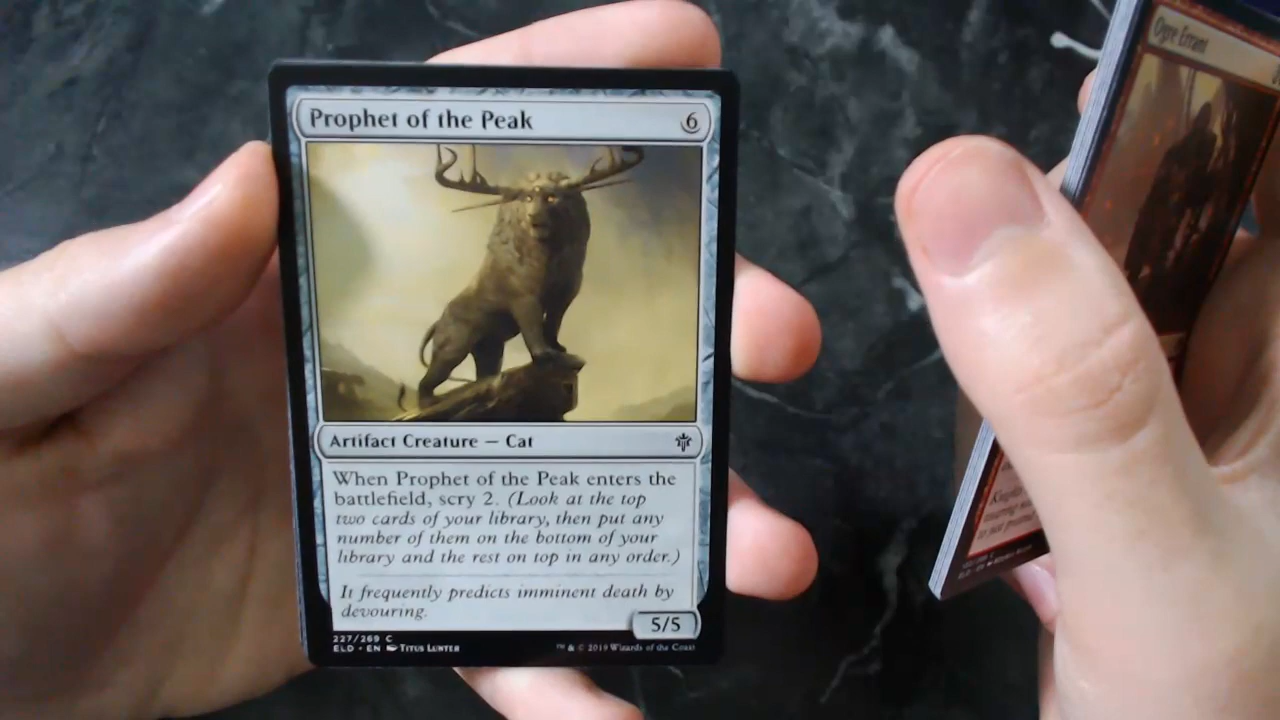 Prophet of the Peak 6
Artifact Creature — Cat
When Prophet of the Peak enters the
battlefield, scry 2. (Look at the top
two cards of your library, then put any
number of them on the bottom of your
library and the rest on top in any order.)
It frequently predicts imminent death by
devouring.
5/5
227/269 C
ELD • EN Titus Lunter
™ & © 2019 Wizards of the Coast
Ogre Errant